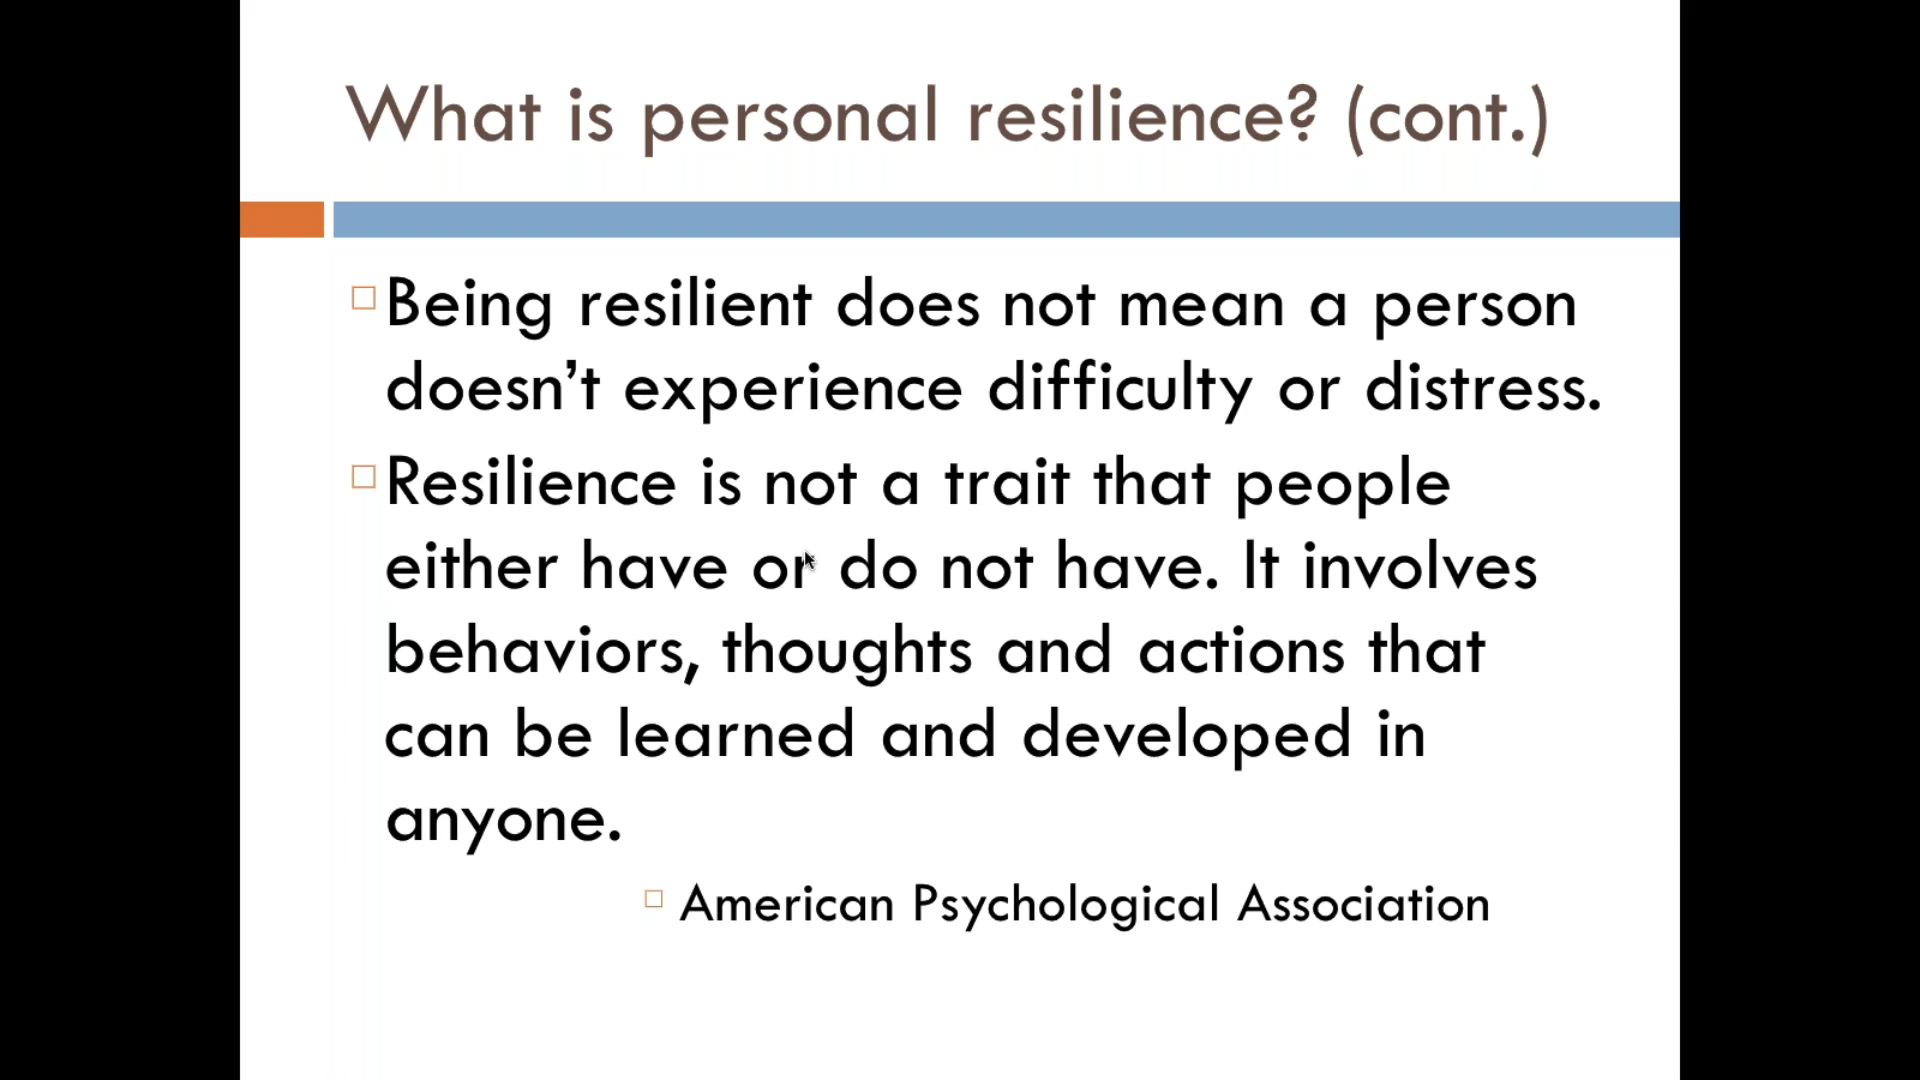 What is personal resilience? (cont.)
Being resilient does not mean a person
doesn’t experience difficulty or distress.
Resilience is not a trait that people
either have or do not have. It involves
behaviors, thoughts and actions that
can be learned and developed in
anyone.
American Psychological Association